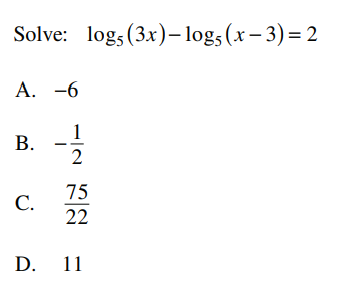 Solve: log₅(3x)−log₅(x−3)=2
A. −6
B. −1/2
C. 75/22
D. 11